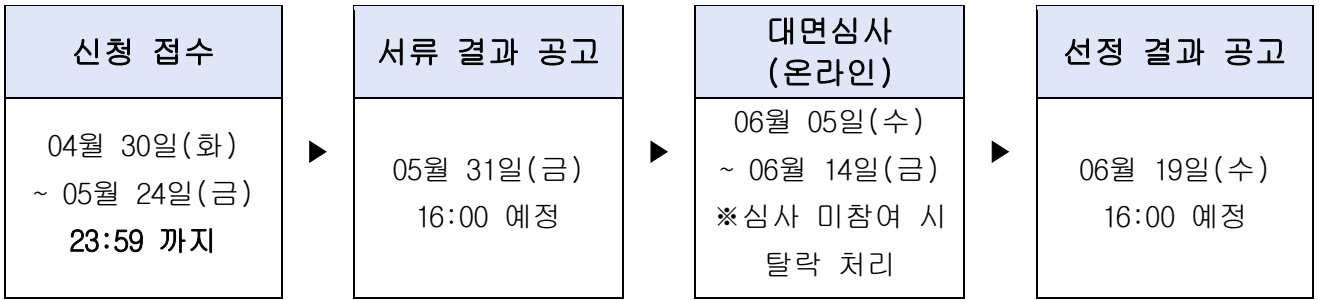 신청 접수
04월 30일(화)
~ 05월 24일(금)
23:59 까지
▶
서류 결과 공고
05월 31일(금)
16:00 예정
▶
대면심사
(온라인)
06월 05일(수)
~ 06월 14일(금)
※심사 미참여 시
탈락 처리
▶
선정 결과 공고
06월 19일(수)
16:00 예정